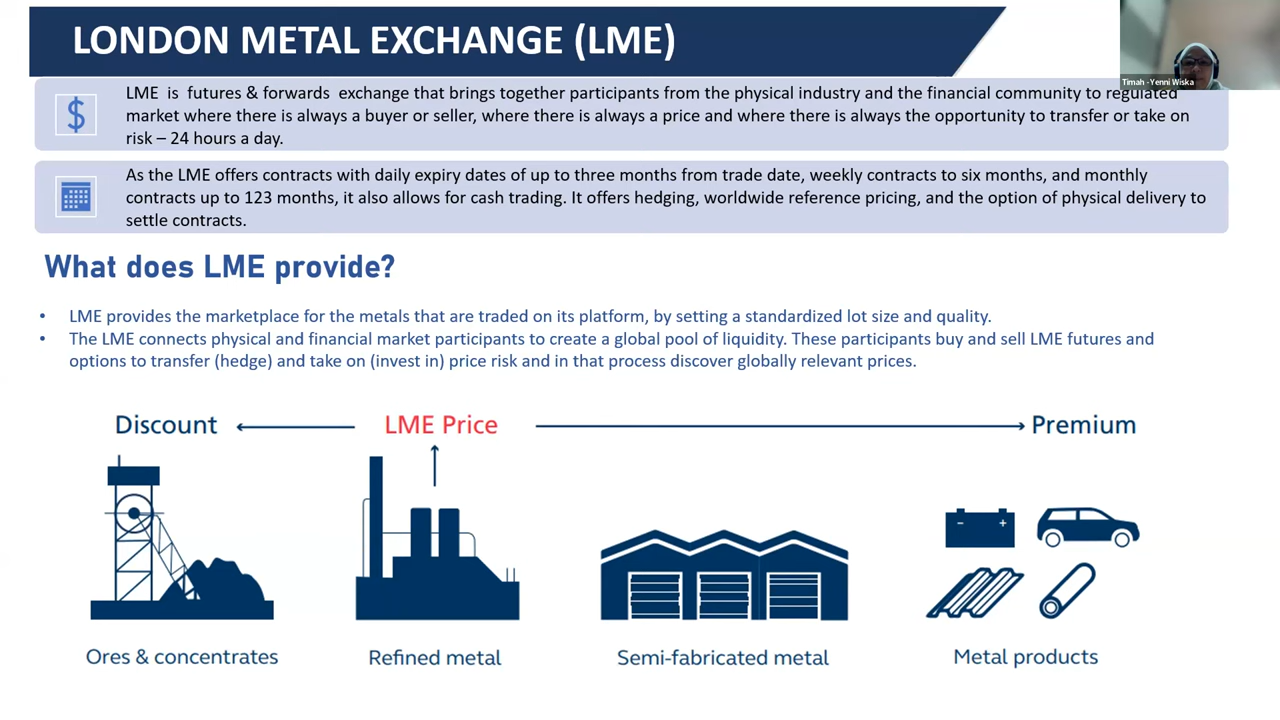 LONDON METAL EXCHANGE (LME)
Timah - Yenni Wiska
$
LME is futures & forwards exchange that brings together participants from the physical industry and the financial community to regulated
market where there is always a buyer or seller, where there is always a price and where there is always the opportunity to transfer or take on
risk – 24 hours a day.
As the LME offers contracts with daily expiry dates of up to three months from trade date, weekly contracts to six months, and monthly
contracts up to 123 months, it also allows for cash trading. It offers hedging, worldwide reference pricing, and the option of physical delivery to
settle contracts.
What does LME provide?
• LME provides the marketplace for the metals that are traded on its platform, by setting a standardized lot size and quality.
• The LME connects physical and financial market participants to create a global pool of liquidity. These participants buy and sell LME futures and
options to transfer (hedge) and take on (invest in) price risk and in that process discover globally relevant prices.
Discount LME Price Premium
- +
Ores & concentrates Refined metal Semi-fabricated metal Metal products